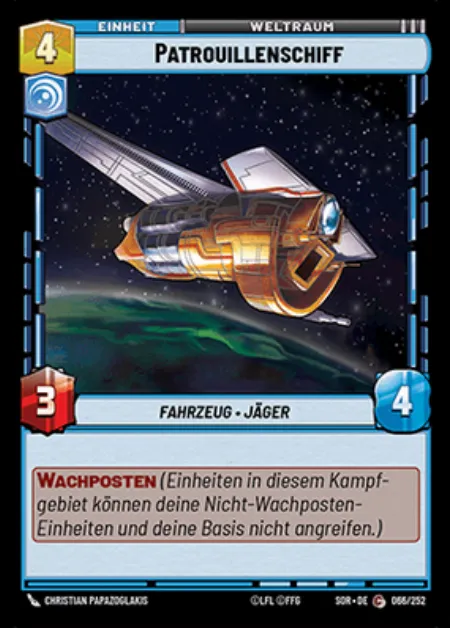 EINHEIT WELTRAUM
4 PATROUILLENSCHIFF
3 FAHRZEUG • JÄGER 4
WACHPOSTEN (Einheiten in diesem Kampf-
gebiet können deine Nicht-Wachposten-
Einheiten und deine Basis nicht angreifen.)
CHRISTIAN PAPAZOGLAKIS ©LFL ©FFG SOR • DE C 066/252